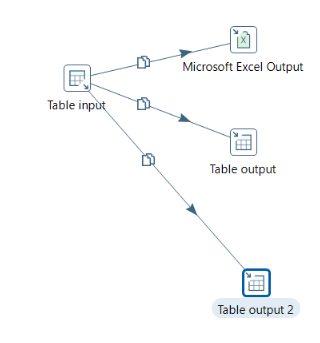 Microsoft Excel Output
Table input
Table output
Table output 2